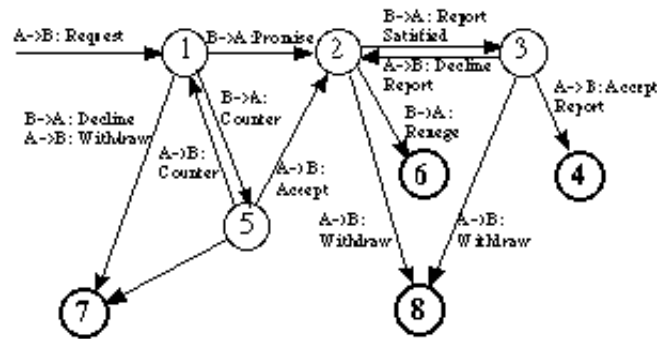 A->B: Request
B->A: Promise
B->A: Report
Satisfied
A->B: Decline
Report
1
2
3
B->A: Decline
A->B: Withdraw
B->A:
Counter
B->A:
Renege
A->B: Accept
Report
A->B:
Counter
A->B:
Accept
6
4
5
A->B:
Withdraw
A->B:
Withdraw
7
8